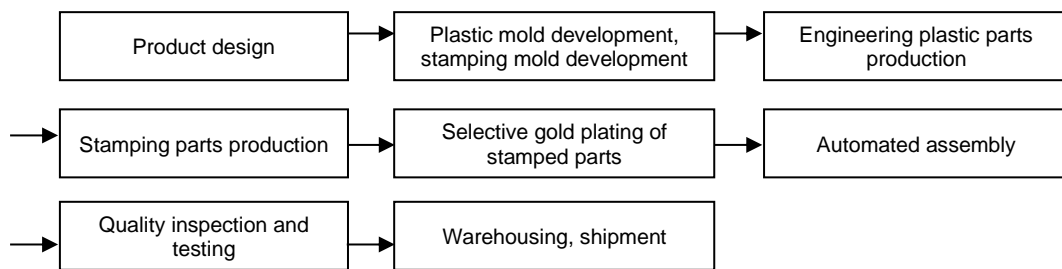 Product design
Plastic mold development,
stamping mold development
Engineering plastic parts
production
Stamping parts production
Selective gold plating of
stamped parts
Automated assembly
Quality inspection and
testing
Warehousing, shipment